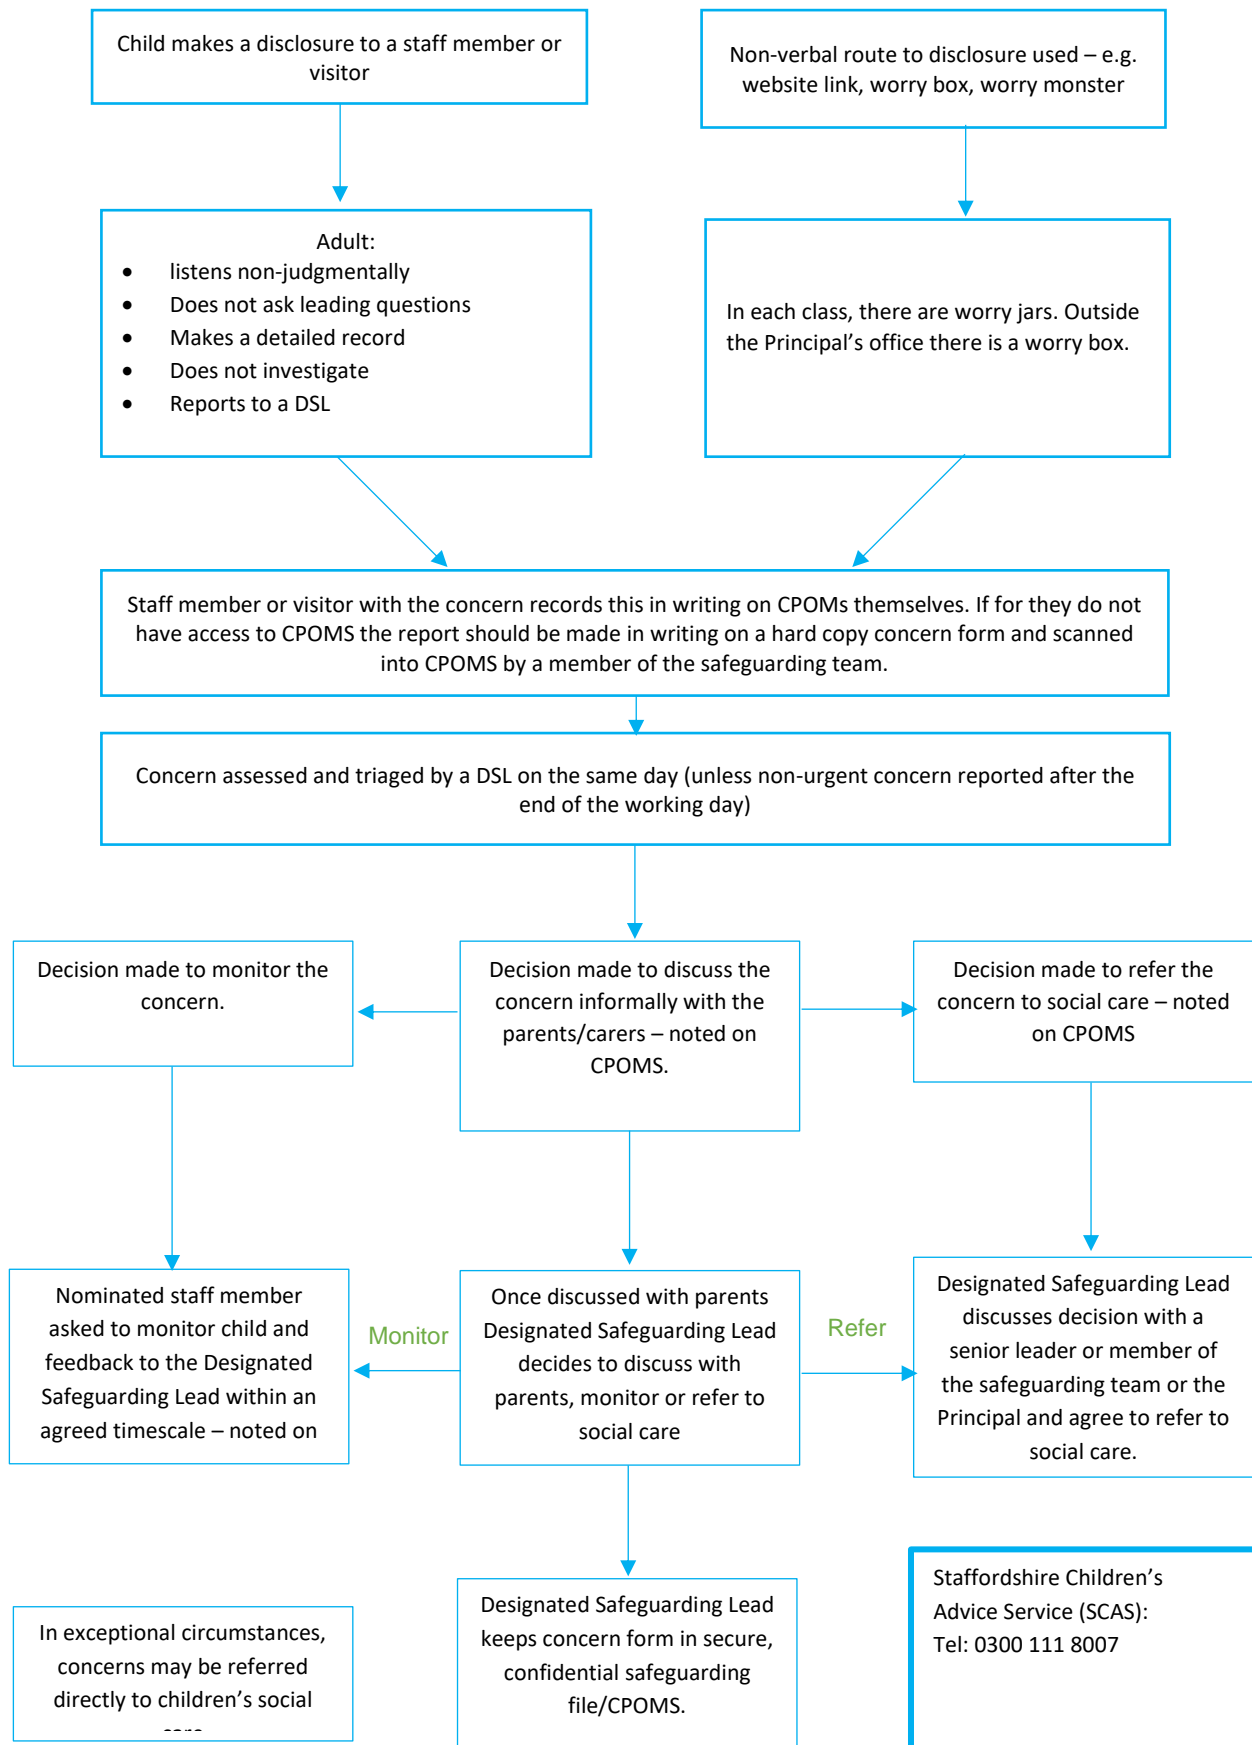 Child makes a disclosure to a staff member or
visitor
Non-verbal route to disclosure used – e.g.
website link, worry box, worry monster
Adult:
• listens non-judgmentally
• Does not ask leading questions
• Makes a detailed record
• Does not investigate
• Reports to a DSL
In each class, there are worry jars. Outside
the Principal’s office there is a worry box.
Staff member or visitor with the concern records this in writing on CPOMs themselves. If for they do not
have access to CPOMS the report should be made in writing on a hard copy concern form and scanned
into CPOMS by a member of the safeguarding team.
Concern assessed and triaged by a DSL on the same day (unless non-urgent concern reported after the
end of the working day)
Decision made to monitor the
concern.
Decision made to discuss the
concern informally with the
parents/carers – noted on
CPOMS.
Decision made to refer the
concern to social care – noted
on CPOMS
Nominated staff member
asked to monitor child and
feedback to the Designated
Safeguarding Lead within an
agreed timescale – noted on
Monitor
Once discussed with parents
Designated Safeguarding Lead
decides to discuss with
parents, monitor or refer to
social care
Refer
Designated Safeguarding Lead
discusses decision with a
senior leader or member of
the safeguarding team or the
Principal and agree to refer to
social care.
In exceptional circumstances,
concerns may be referred
directly to children’s social
Designated Safeguarding Lead
keeps concern form in secure,
confidential safeguarding
file/CPOMS.
Staffordshire Children’s
Advice Service (SCAS):
Tel: 0300 111 8007